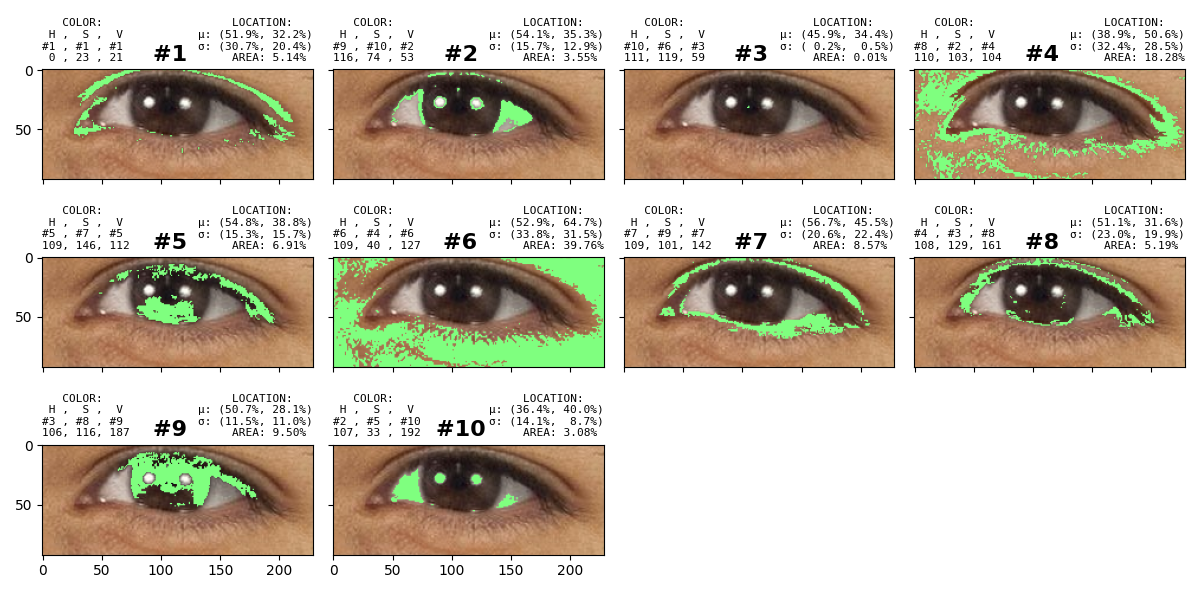 COLOR: LOCATION:
H , S , V μ: (51.9%, 32.2%)
#1 , #1 , #1 #1 σ: (30.7%, 20.4%)
0 , 23 , 21 AREA: 5.14%
COLOR: LOCATION:
H , S , V μ: (54.1%, 35.3%)
#9 , #10, #2 #2 σ: (15.7%, 12.9%)
116, 74 , 53 AREA: 3.55%
COLOR: LOCATION:
H , S , V μ: (45.9%, 34.4%)
#10, #6 , #3 #3 σ: ( 0.2%, 0.5%)
111, 119, 59 AREA: 0.01%
COLOR: LOCATION:
H , S , V μ: (38.9%, 50.6%)
#8 , #2 , #4 #4 σ: (32.4%, 28.5%)
110, 103, 104 AREA: 18.28%
0
50
COLOR: LOCATION:
H , S , V μ: (54.8%, 38.8%)
#5 , #7 , #5 #5 σ: (15.3%, 15.7%)
109, 146, 112 AREA: 6.91%
COLOR: LOCATION:
H , S , V μ: (52.9%, 64.7%)
#6 , #4 , #6 #6 σ: (33.8%, 31.5%)
109, 40 , 127 AREA: 39.76%
COLOR: LOCATION:
H , S , V μ: (56.7%, 45.5%)
#7 , #9 , #7 #7 σ: (20.6%, 22.4%)
109, 101, 142 AREA: 8.57%
COLOR: LOCATION:
H , S , V μ: (51.1%, 31.6%)
#4 , #3 , #8 #8 σ: (23.0%, 19.9%)
108, 129, 161 AREA: 5.19%
0
50
COLOR: LOCATION:
H , S , V μ: (50.7%, 28.1%)
#3 , #8 , #9 #9 σ: (11.5%, 11.0%)
106, 116, 187 AREA: 9.50%
COLOR: LOCATION:
H , S , V μ: (36.4%, 40.0%)
#2 , #5 , #10 #10 σ: (14.1%, 8.7%)
107, 33 , 192 AREA: 3.08%
0
50
0 50 100 150 200
0 50 100 150 200